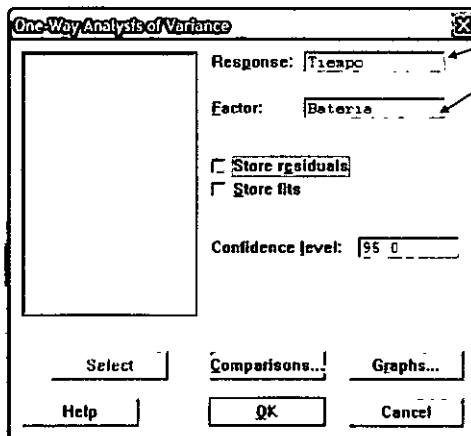 One-Way Analysis of Variance
Response: Tiempo
Factor: Bateria
Store residuals
Store fits
Confidence level: 95 0
Select Comparisons... Graphs...
Help OK Cancel